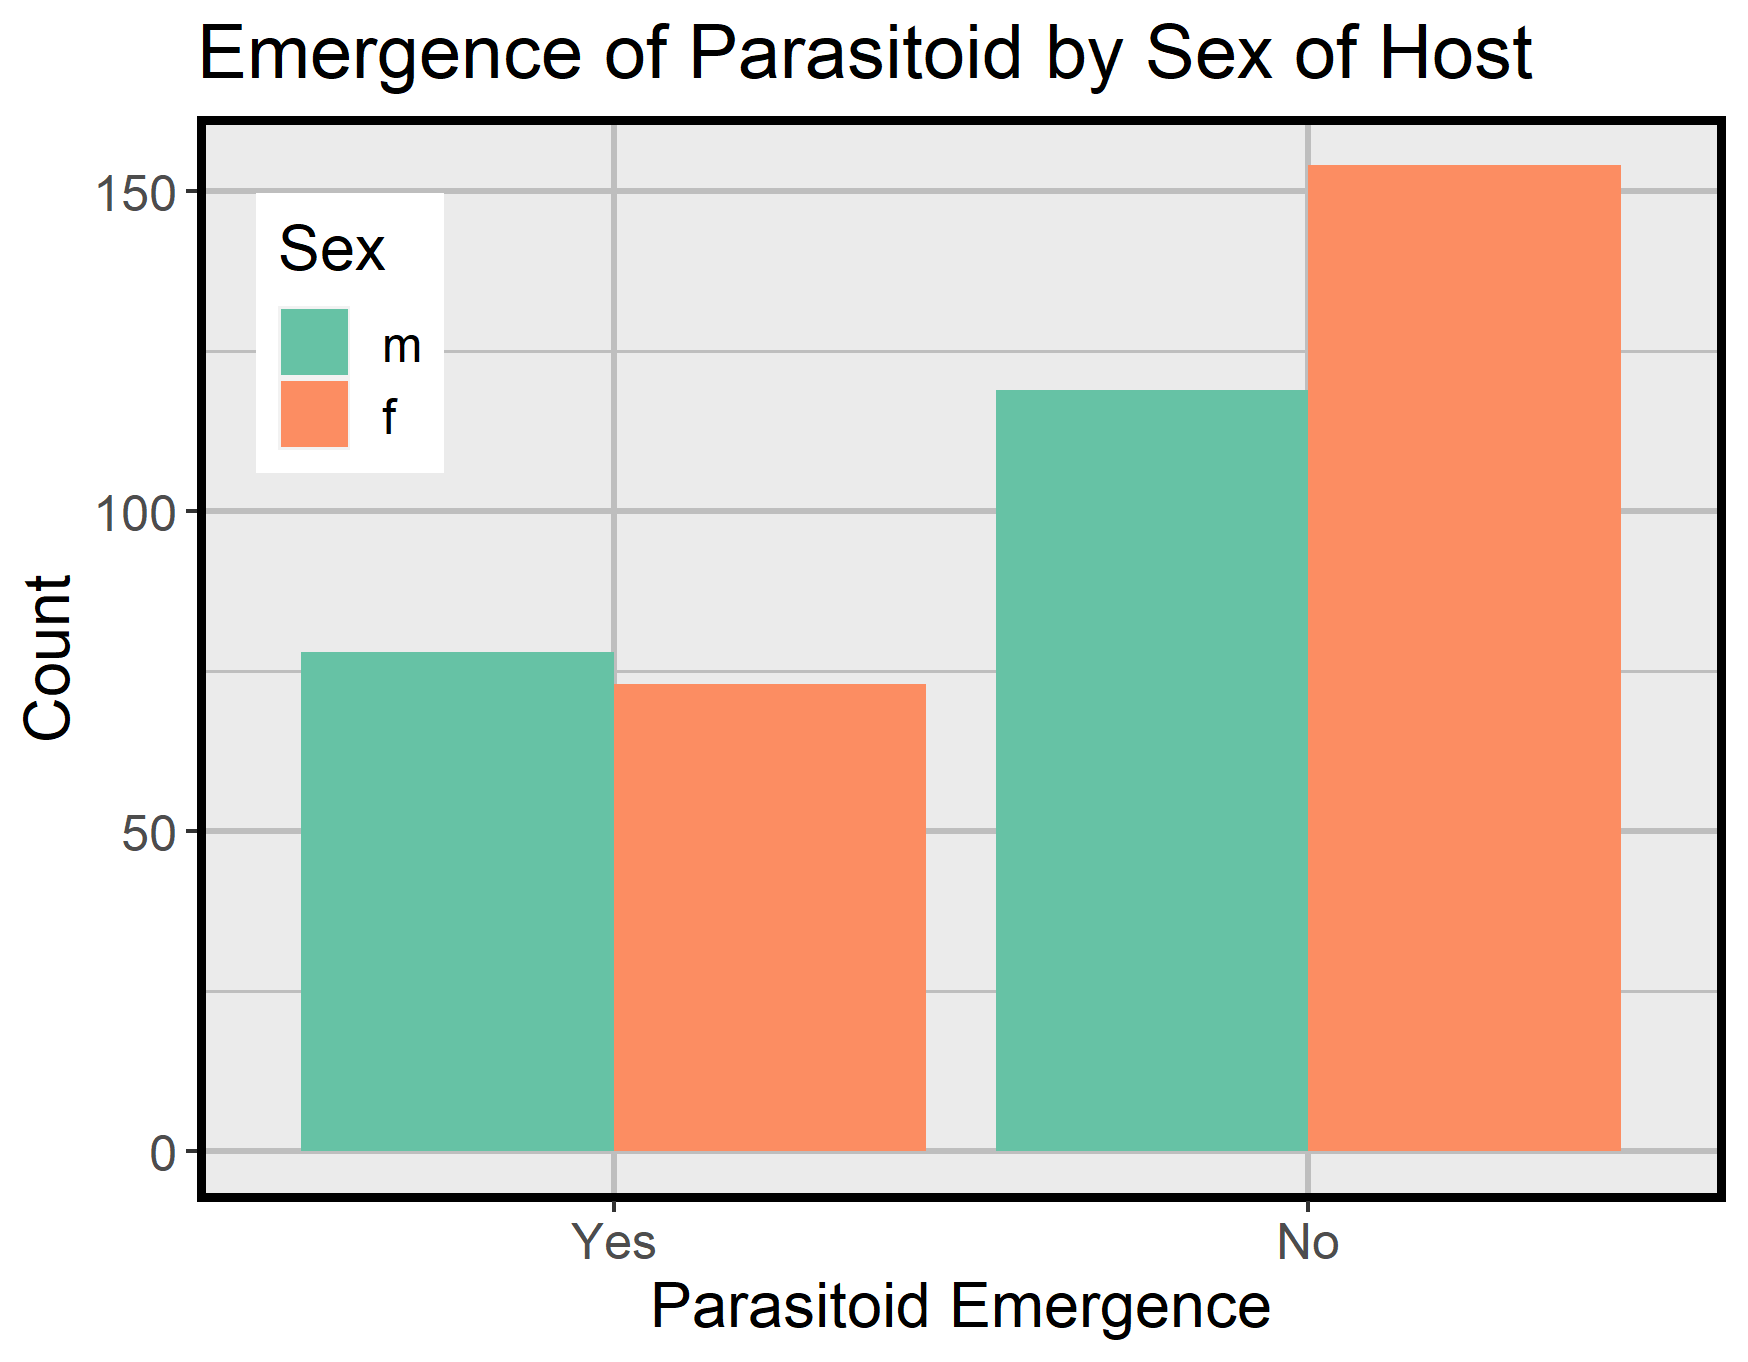 Emergence of Parasitoid by Sex of Host
150
100
50
0
Count
Sex
m
f
Yes
No
Parasitoid Emergence